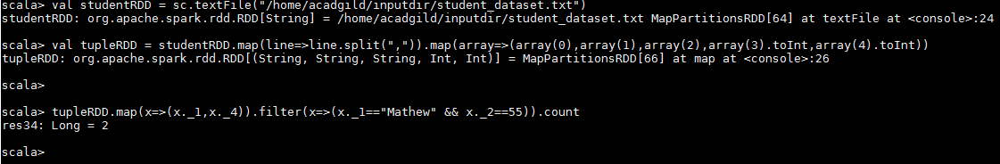 scala> val studentRDD = sc.textFile("/home/acadgild/inputdir/student_dataset.txt")
studentRDD: org.apache.spark.rdd.RDD[String] = /home/acadgild/inputdir/student_dataset.txt MapPartitionsRDD[64] at textFile at <console>:24
scala> val tupleRDD = studentRDD.map(line=>line.split(",")).map(array=>(array(0),array(1),array(2),array(3).toInt,array(4).toInt))
tupleRDD: org.apache.spark.rdd.RDD[(String, String, String, Int, Int)] = MapPartitionsRDD[66] at map at <console>:26
scala>
scala> tupleRDD.map(x=>(x._1,x._4)).filter(x=>(x._1=="Mathew" && x._2==55)).count
res34: Long = 2
scala>